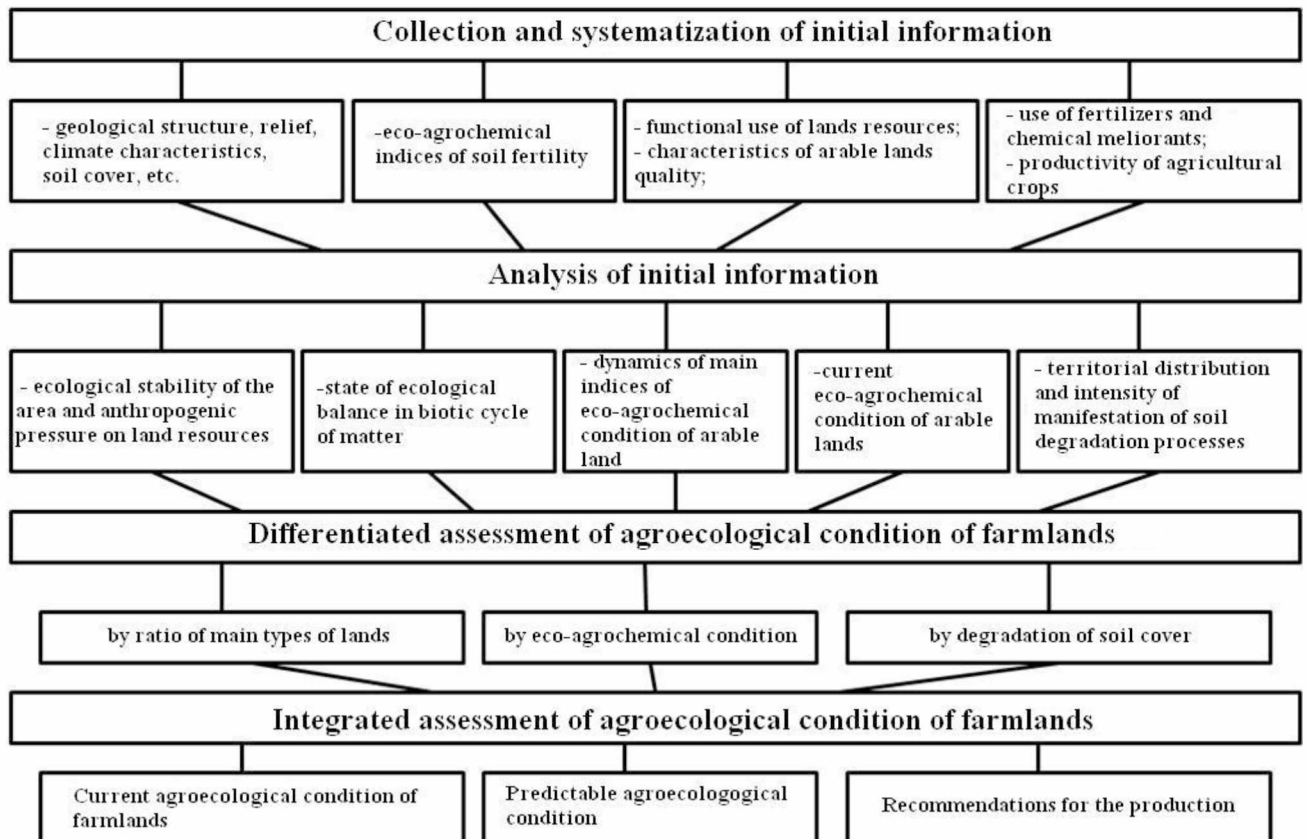 Collection and systematization of initial information
- geological structure, relief,
climate characteristics,
soil cover, etc.
-eco-agrochemical
indices of soil fertility
- functional use of lands resources;
- characteristics of arable lands
quality;
- use of fertilizers and
chemical meliorants;
- productivity of agricultural
crops
Analysis of initial information
- ecological stability of the
area and anthropogenic
pressure on land resources
-state of ecological
balance in biotic cycle
of matter
- dynamics of main
indices of
eco-agrochemical
condition of arable
land
-current
eco-agrochemical
condition of arable
lands
- territorial distribution
and intensity of
manifestation of soil
degradation processes
Differentiated assessment of agroecological condition of farmlands
by ratio of main types of lands
by eco-agrochemical condition
by degradation of soil cover
Integrated assessment of agroecological condition of farmlands
Current agroecological condition of
farmlands
Predictable agroecologogical
condition
Recommendations for the production